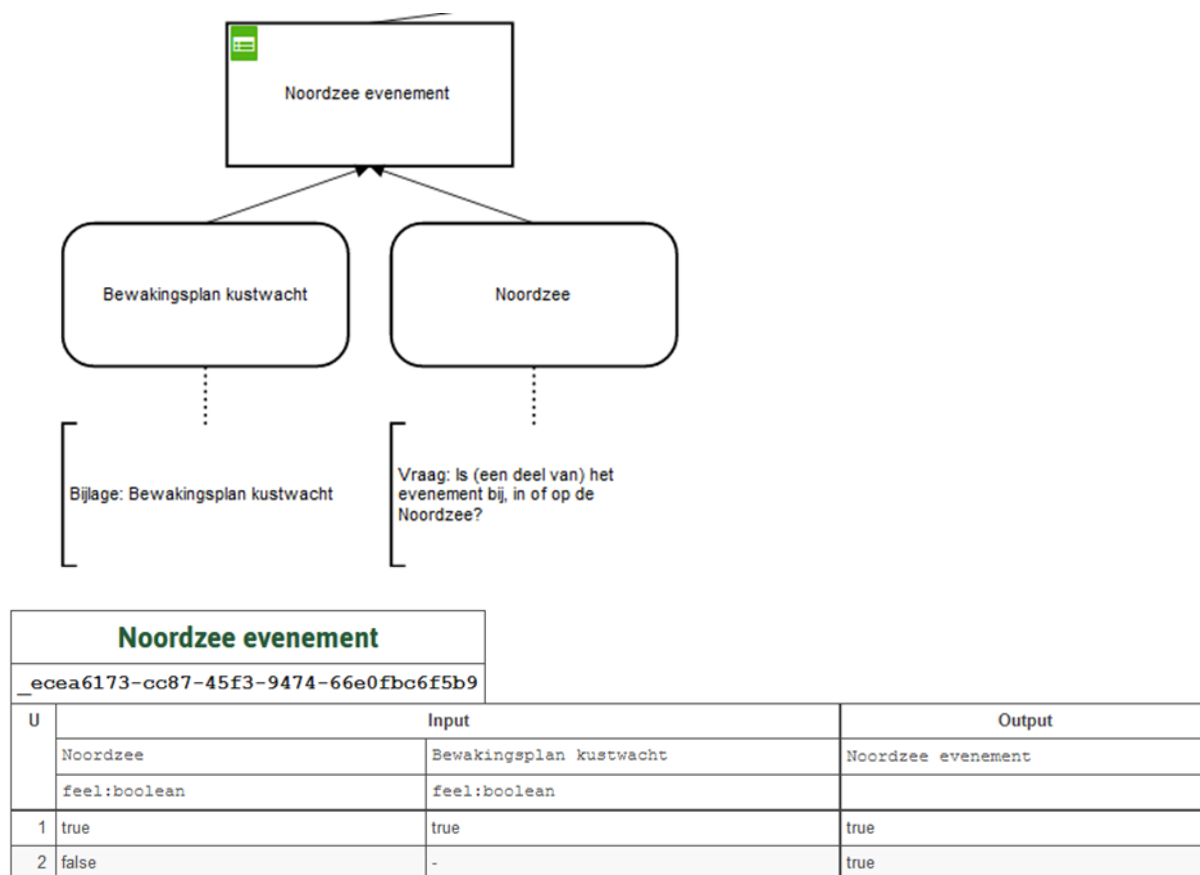 Noordzee evenement
Bewakingsplan kustwacht
Noordzee
Bijlage: Bewakingsplan kustwacht
Vraag: Is (een deel van) het
evenement bij, in of op de
Noordzee?
Noordzee evenement
_ecea6173-cc87-45f3-9474-66e0fbc6f5b9
U Input Output
Noordzee Bewakingsplan kustwacht Noordzee evenement
feel:boolean feel:boolean
1 true true true
2 false - true